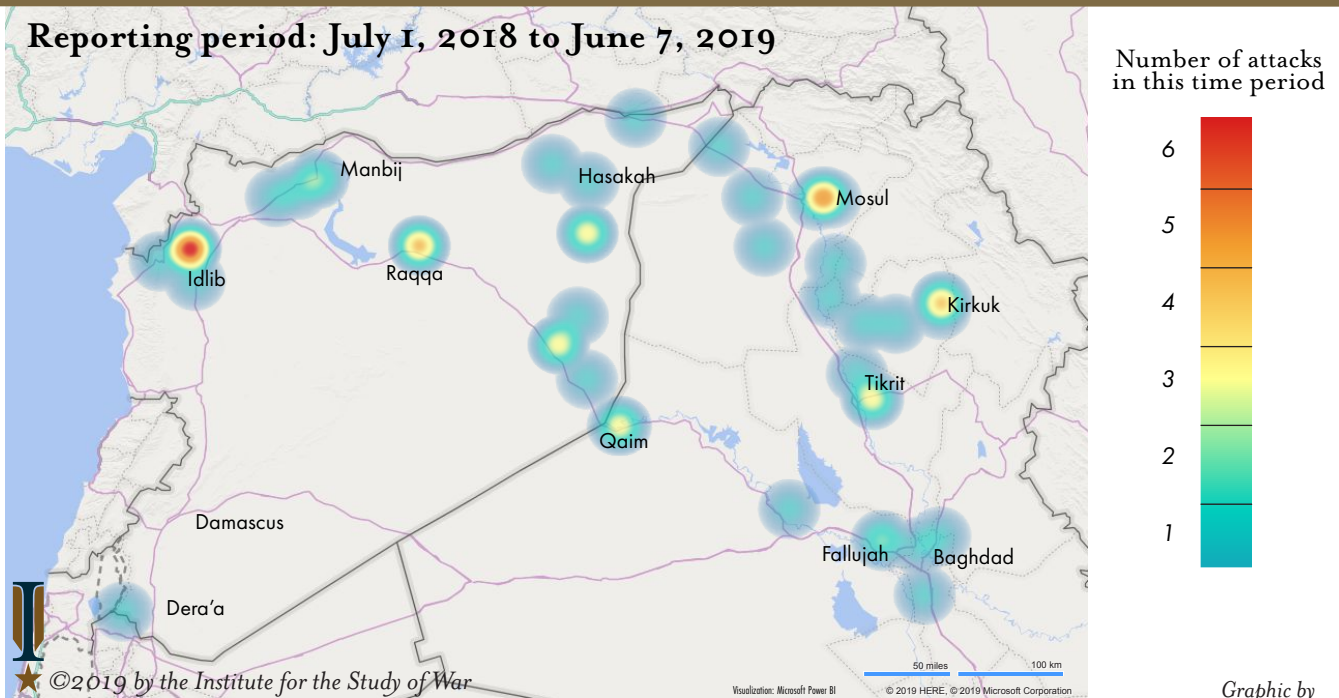 Reporting period: July 1, 2018 to June 7, 2019
Number of attacks
in this time period
6
5
4
3
2
1
Manbij
Hasakah
Mosul
Idlib
Raqqa
Kirkuk
Tikrit
Qaim
Damascus
Fallujah
Baghdad
Dera'a
50 miles
100 km
©2019 by the Institute for the Study of War
Visualization: Microsoft Power BI
© 2019 HERE, © 2019 Microsoft Corporation
Graphic by